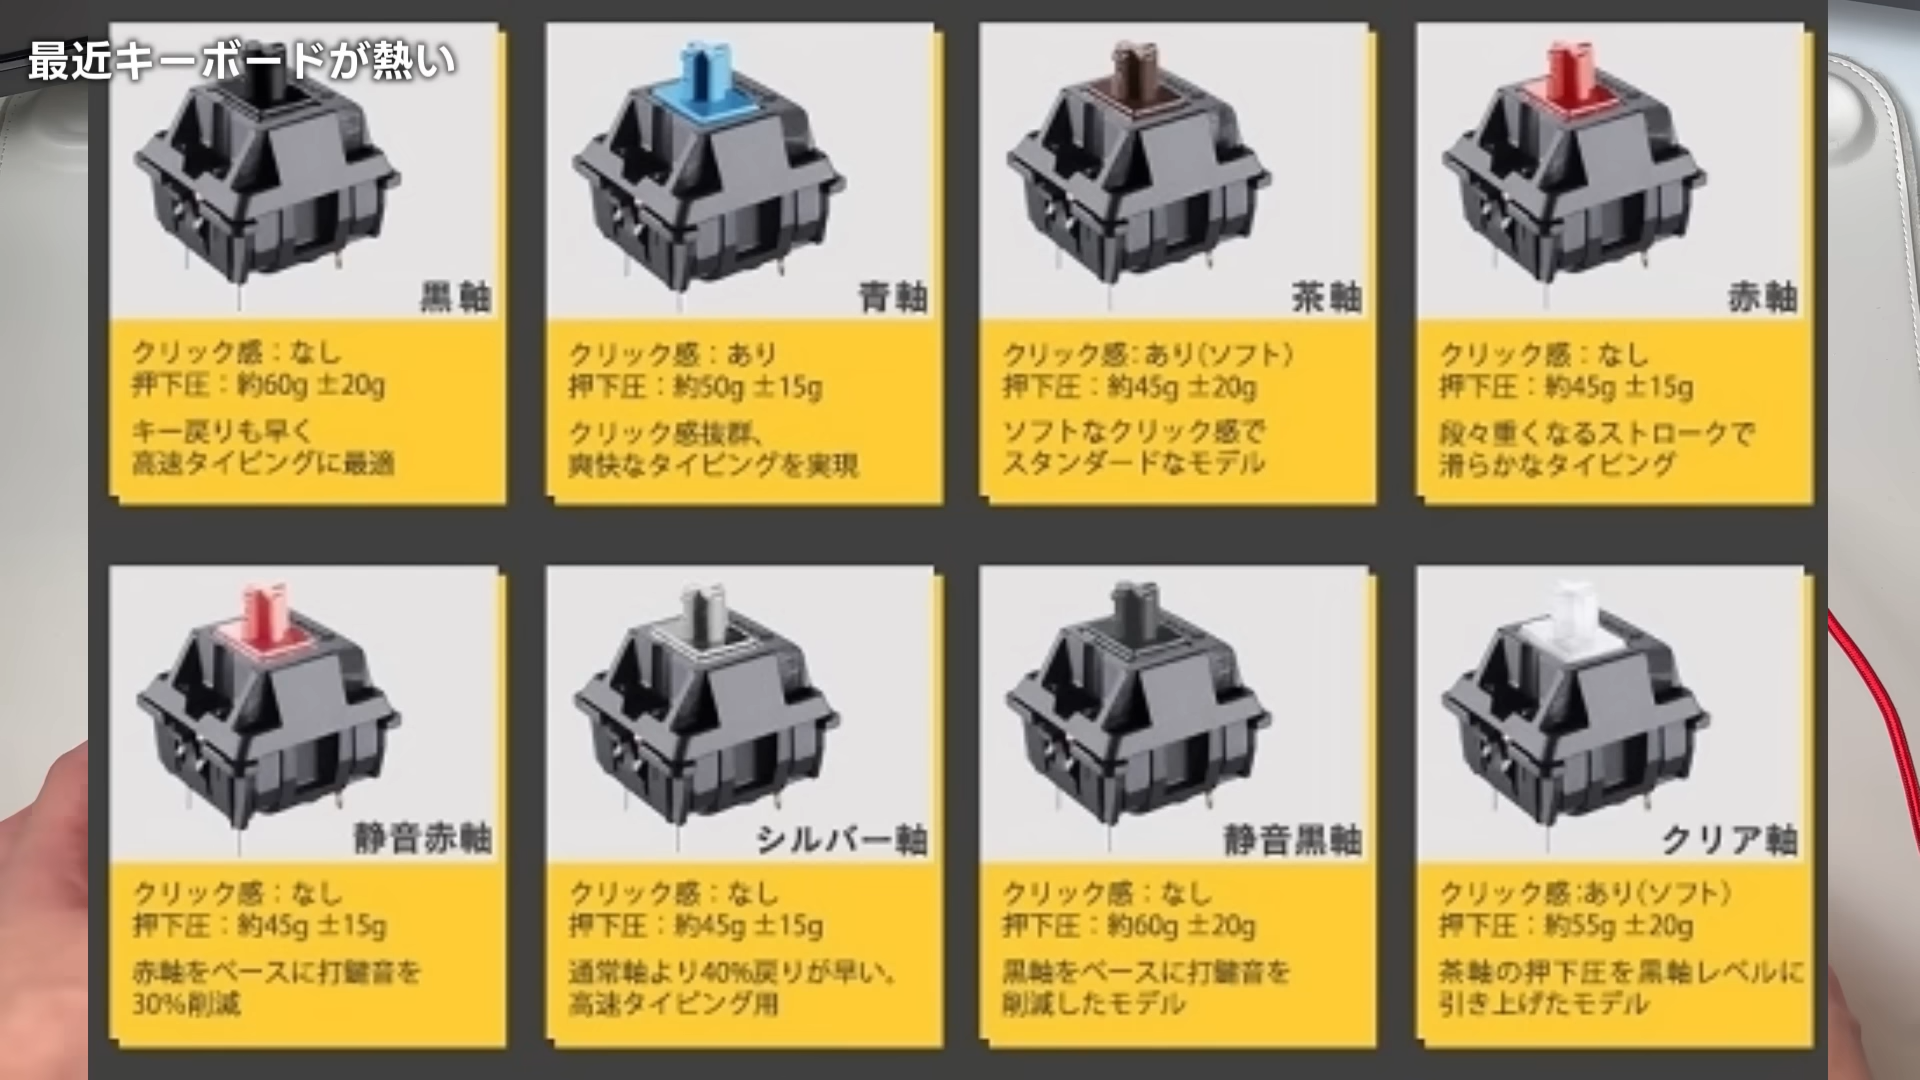 最近キーボードが熱い
黒軸
クリック感：なし
押下圧：約60g ±20g
キー戻りも早く
高速タイピングに最適
青軸
クリック感：あり
押下圧：約50g ±15g
クリック感抜群、
爽快なタイピングを実現
茶軸
クリック感：あり（ソフト）
押下圧：約45g ±20g
ソフトなクリック感で
スタンダードなモデル
赤軸
クリック感：なし
押下圧：約45g ±15g
段々重くなるストロークで
滑らかなタイピング
静音赤軸
クリック感：なし
押下圧：約45g ±15g
赤軸をベースに打鍵音を
30%削減
シルバー軸
クリック感：なし
押下圧：約45g ±15g
通常軸より40%戻りが早い。
高速タイピング用
静音黒軸
クリック感：なし
押下圧：約60g ±20g
黒軸をベースに打鍵音を
削減したモデル
クリア軸
クリック感：あり（ソフト）
押下圧：約55g ±20g
茶軸の押下圧を黒軸レベルに
引き上げたモデル